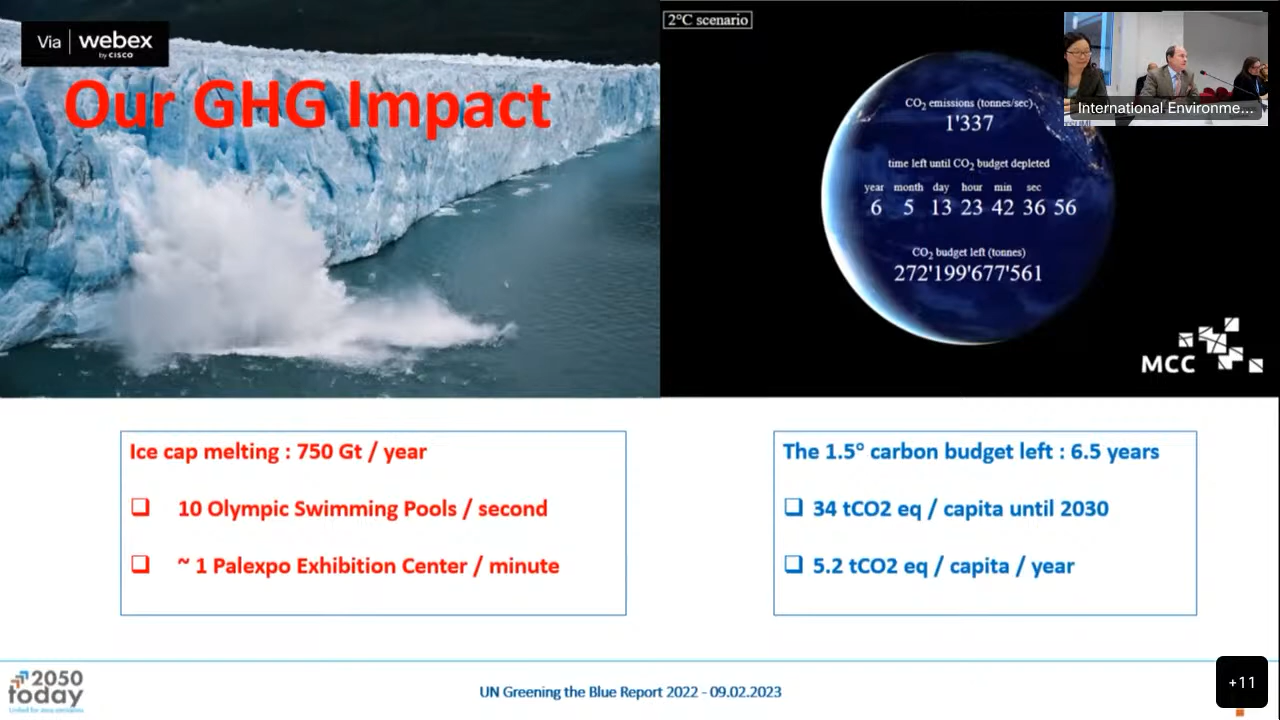 Via webex
by CISCO
Our GHG Impact
2°C scenario
CO₂ emissions (tonnes/sec)
1'337
time left until CO₂ budget depleted
year month day hour min sec
6 5 13 23 42 36 56
CO₂ budget left (tonnes)
272'199'677'561
MCC
International Environme...
Ice cap melting : 750 Gt / year
10 Olympic Swimming Pools / second
~ 1 Palexpo Exhibition Center / minute
The 1.5° carbon budget left : 6.5 years
34 tCO2 eq / capita until 2030
5.2 tCO2 eq / capita / year
2050
today
UN Greening the Blue Report 2022 - 09.02.2023
+11